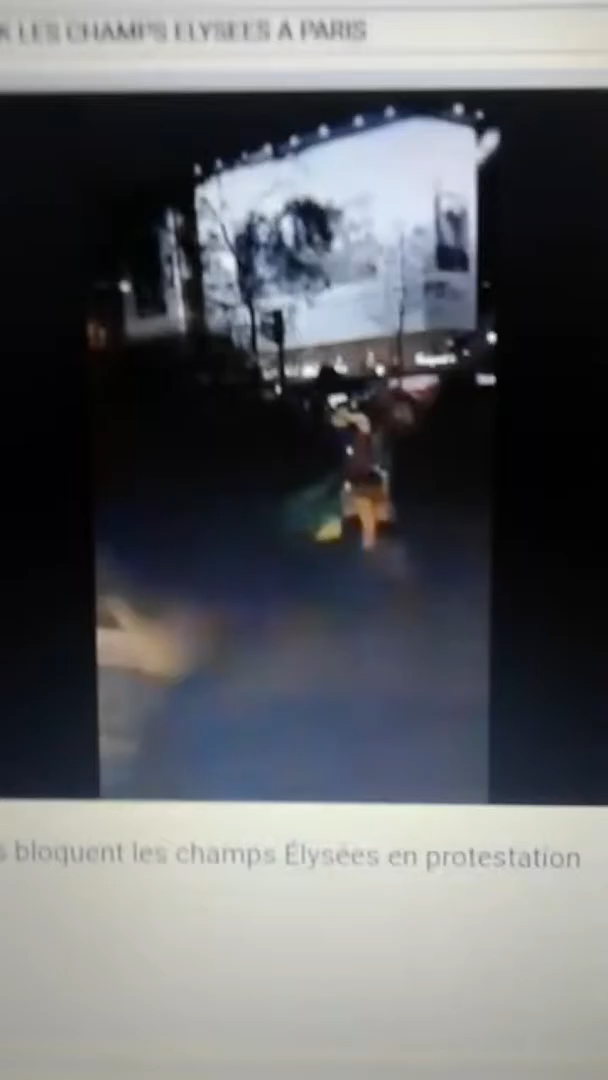 LES CHAMPS ELYSEES A PARIS
bloquent les champs Élysées en protestation